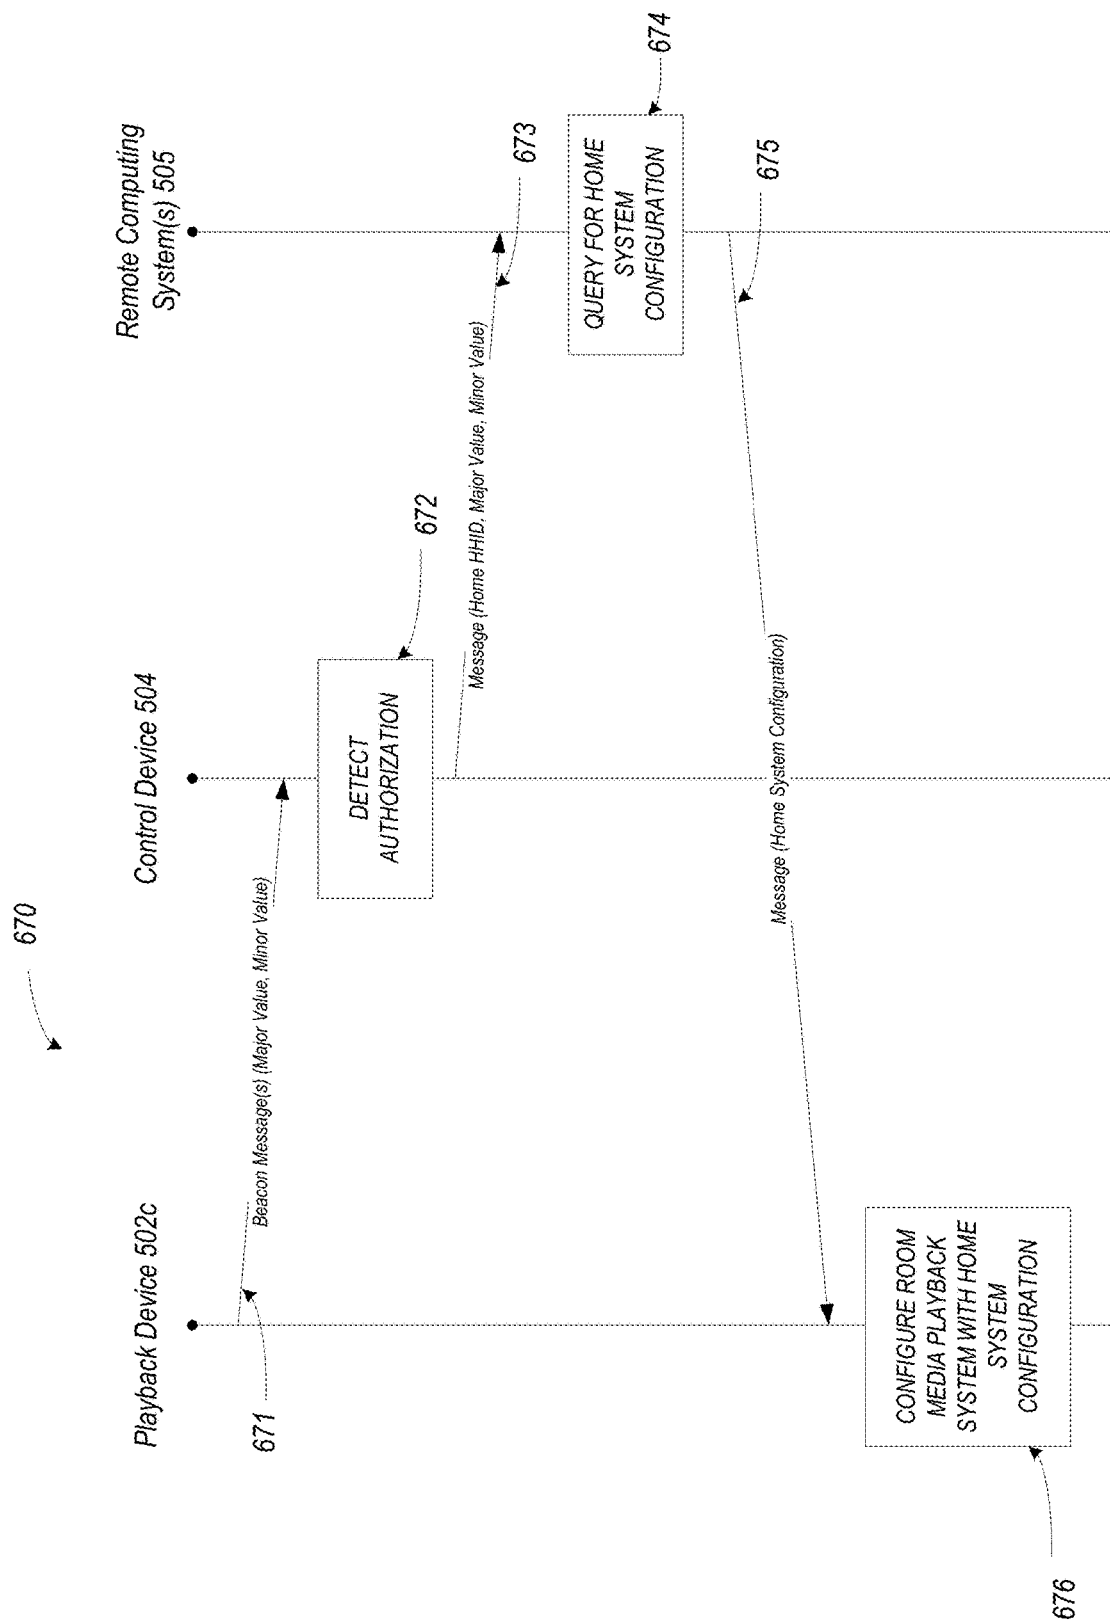 670
Playback Device 502c
Control Device 504
Remote Computing
System(s) 505
671
Beacon Message(s) (Major Value, Minor Value)
DETECT
AUTHORIZATION
672
Message (Home HHID, Major Value, Minor Value)
673
QUERY FOR HOME
SYSTEM
CONFIGURATION
674
675
Message (Home System Configuration)
CONFIGURE ROOM
MEDIA PLAYBACK
SYSTEM WITH HOME
SYSTEM
CONFIGURATION
676